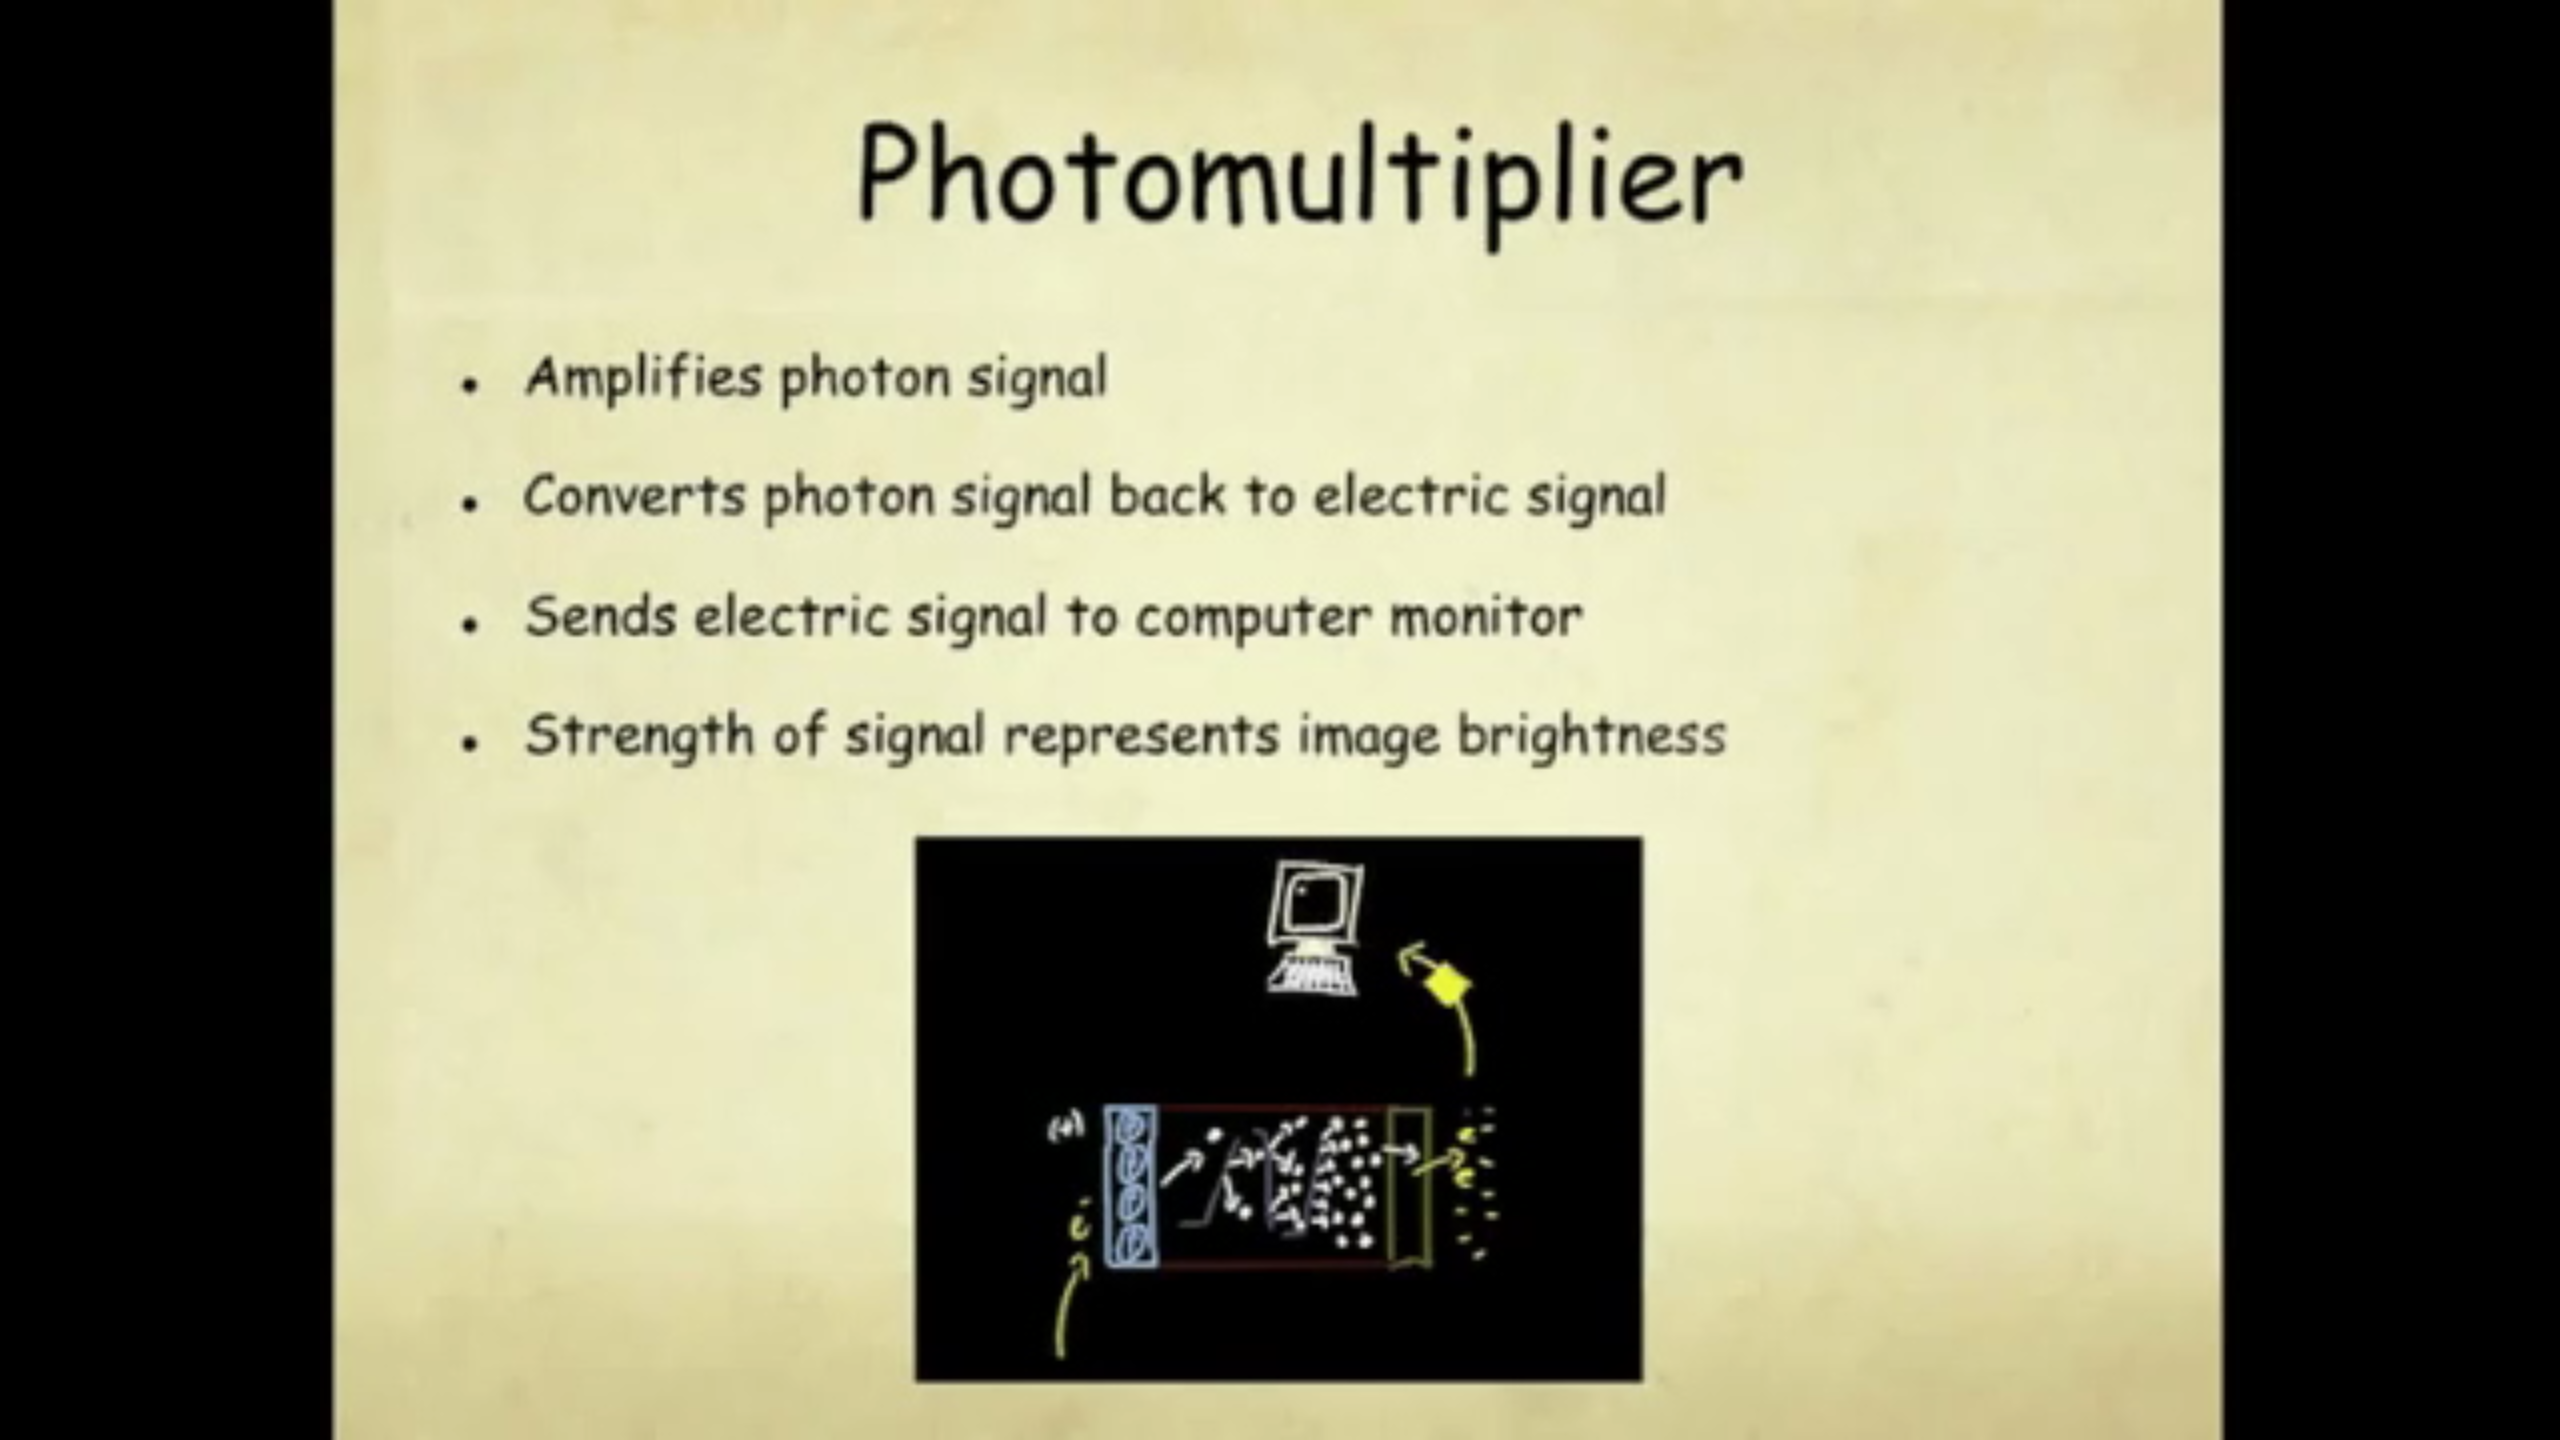 Photomultiplier
• Amplifies photon signal
• Converts photon signal back to electric signal
• Sends electric signal to computer monitor
• Strength of signal represents image brightness
(+)
e-